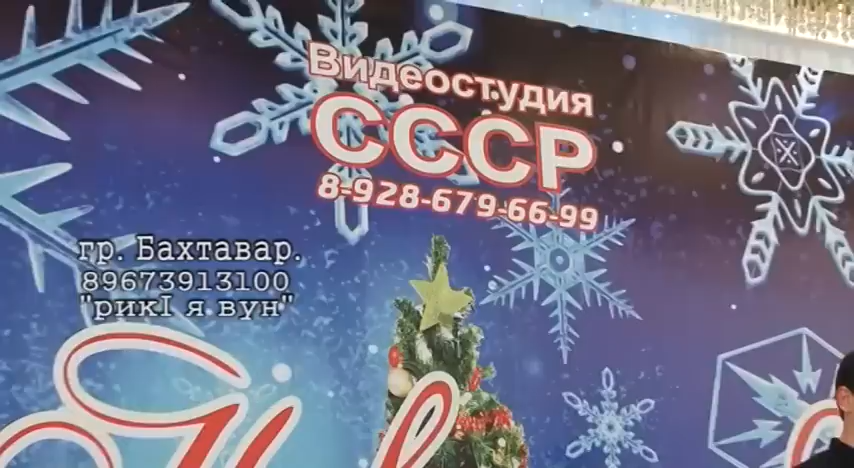 Видеостудия
СССР
8-928-679-66-99
гр. Бахтавар.
89673913100
"рикI я вун"